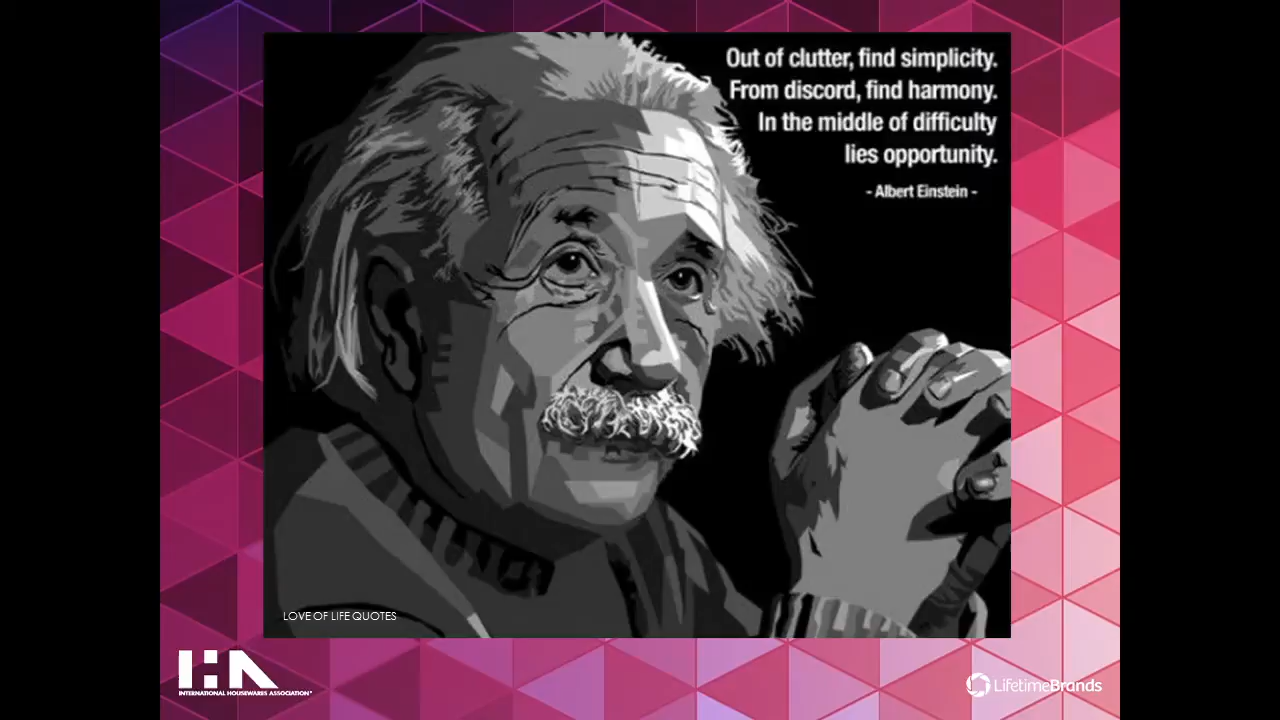 Out of clutter, find simplicity.
From discord, find harmony.
In the middle of difficulty
lies opportunity.
- Albert Einstein -
LOVE OF LIFE QUOTES
IHA
INTERNATIONAL HOUSEWARES ASSOCIATION
LifetimeBrands